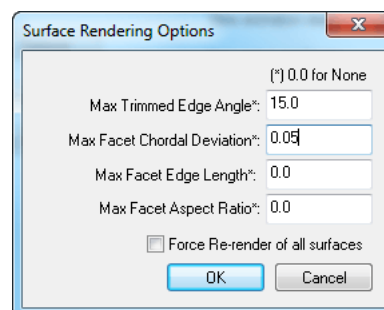 Surface Rendering Options
(*) 0.0 for None
Max Trimmed Edge Angle*: 15.0
Max Facet Chordal Deviation*: 0.05
Max Facet Edge Length*: 0.0
Max Facet Aspect Ratio*: 0.0
Force Re-render of all surfaces
OK Cancel